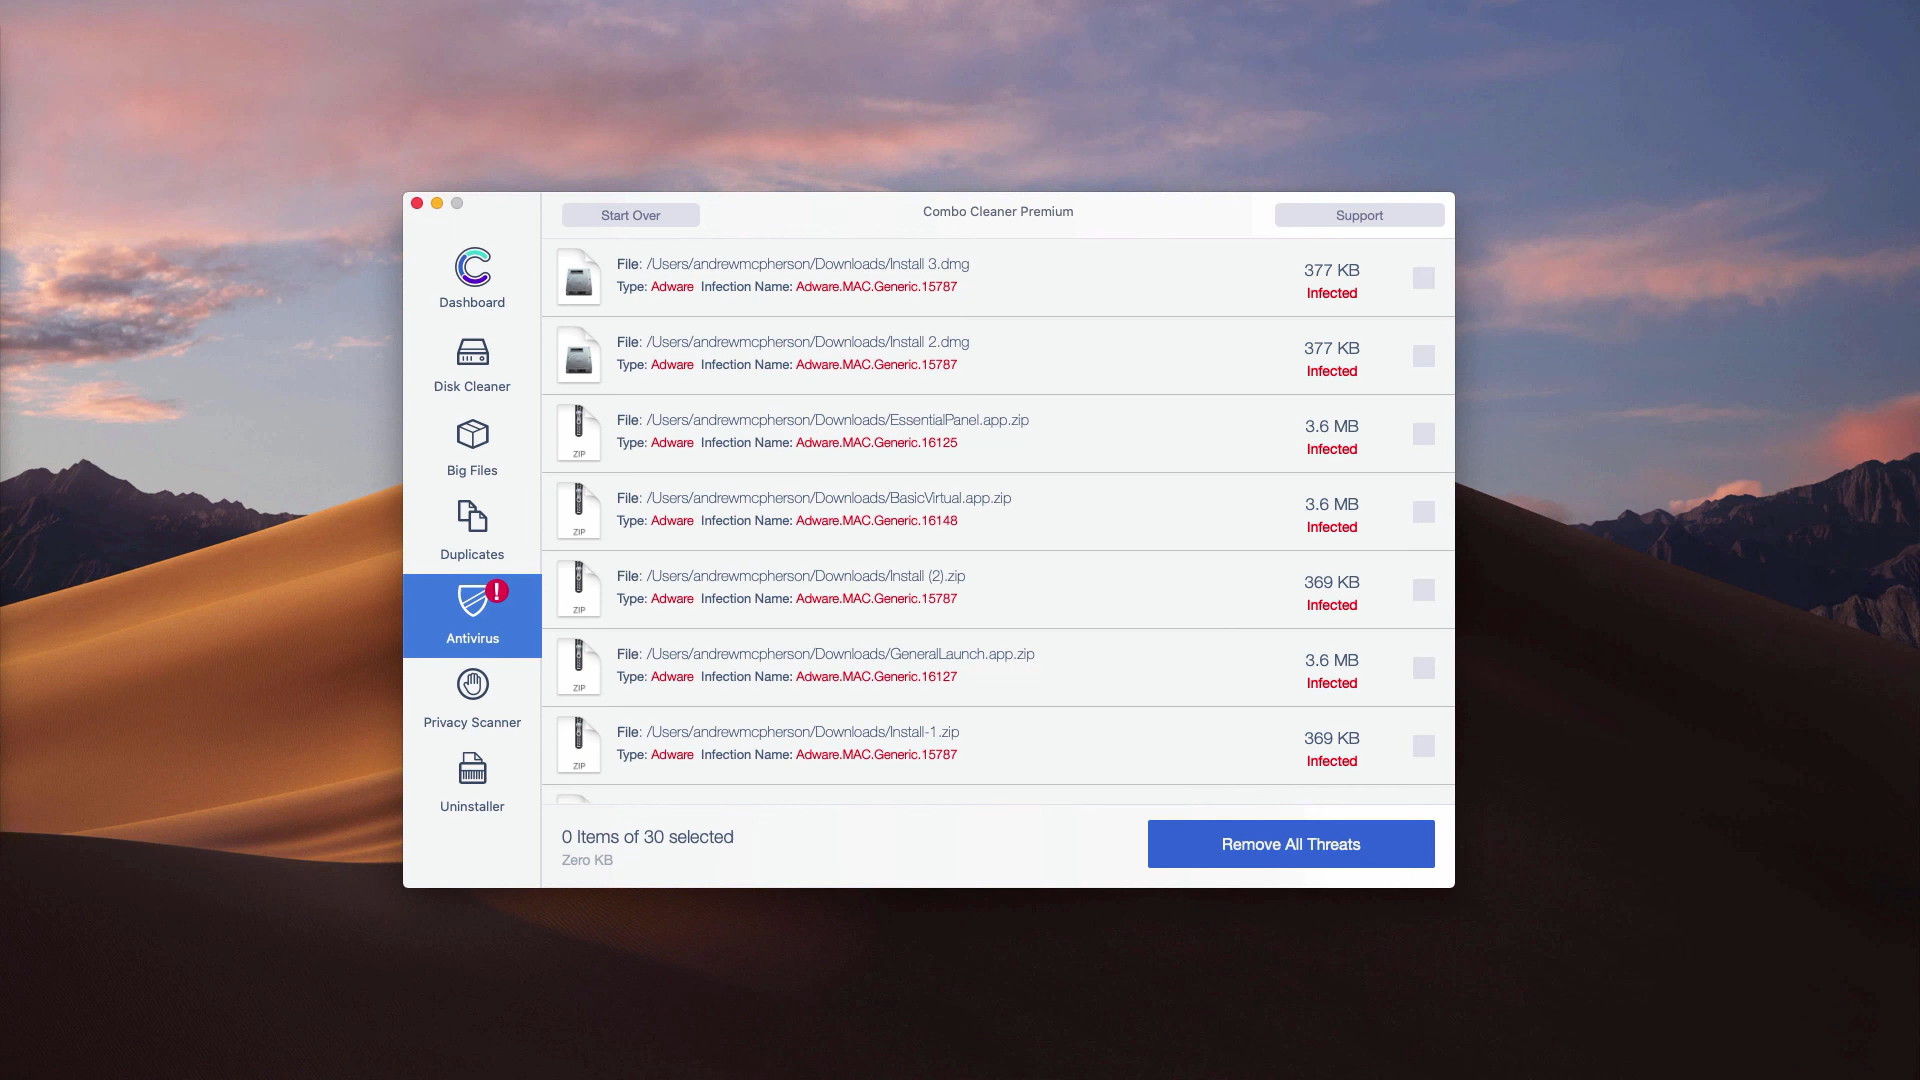 Start Over
Combo Cleaner Premium
Support
Dashboard
Disk Cleaner
Big Files
Duplicates
!
Antivirus
Privacy Scanner
Uninstaller
File: /Users/andrewmcpherson/Downloads/Install 3.dmg
Type: Adware Infection Name: Adware.MAC.Generic.15787
377 KB
Infected
File: /Users/andrewmcpherson/Downloads/Install 2.dmg
Type: Adware Infection Name: Adware.MAC.Generic.15787
377 KB
Infected
ZIP
File: /Users/andrewmcpherson/Downloads/EssentialPanel.app.zip
Type: Adware Infection Name: Adware.MAC.Generic.16125
3.6 MB
Infected
ZIP
File: /Users/andrewmcpherson/Downloads/BasicVirtual.app.zip
Type: Adware Infection Name: Adware.MAC.Generic.16148
3.6 MB
Infected
ZIP
File: /Users/andrewmcpherson/Downloads/Install (2).zip
Type: Adware Infection Name: Adware.MAC.Generic.15787
369 KB
Infected
ZIP
File: /Users/andrewmcpherson/Downloads/GeneralLaunch.app.zip
Type: Adware Infection Name: Adware.MAC.Generic.16127
3.6 MB
Infected
ZIP
File: /Users/andrewmcpherson/Downloads/Install-1.zip
Type: Adware Infection Name: Adware.MAC.Generic.15787
369 KB
Infected
ZIP
0 Items of 30 selected
Zero KB
Remove All Threats